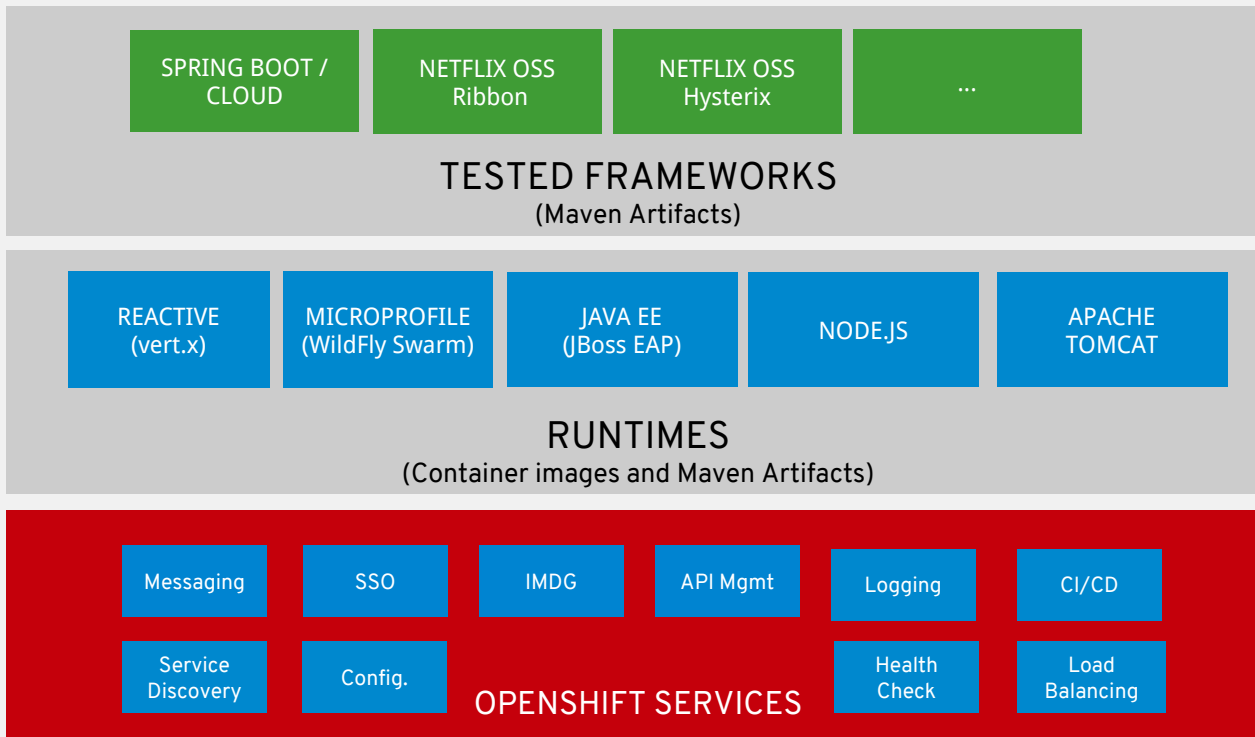 SPRING BOOT /
CLOUD
NETFLIX OSS
Ribbon
NETFLIX OSS
Hysterix
...
TESTED FRAMEWORKS
(Maven Artifacts)
REACTIVE
(vert.x)
MICROPROFILE
(WildFly Swarm)
JAVA EE
(JBoss EAP)
NODE.JS
APACHE
TOMCAT
RUNTIMES
(Container images and Maven Artifacts)
Messaging
SSO
IMDG
API Mgmt
Logging
CI/CD
Service
Discovery
Config.
Health
Check
Load
Balancing
OPENSHIFT SERVICES